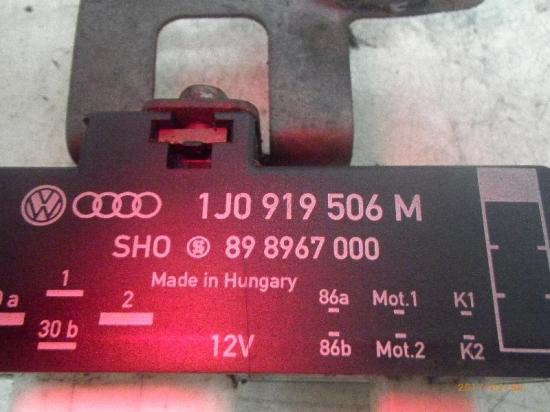 1J0 919 506 M
SHO 89 8967 000
Made in Hungary
1 86a Mot.1 K1
a 2
30 b 12V 86b Mot.2 K2